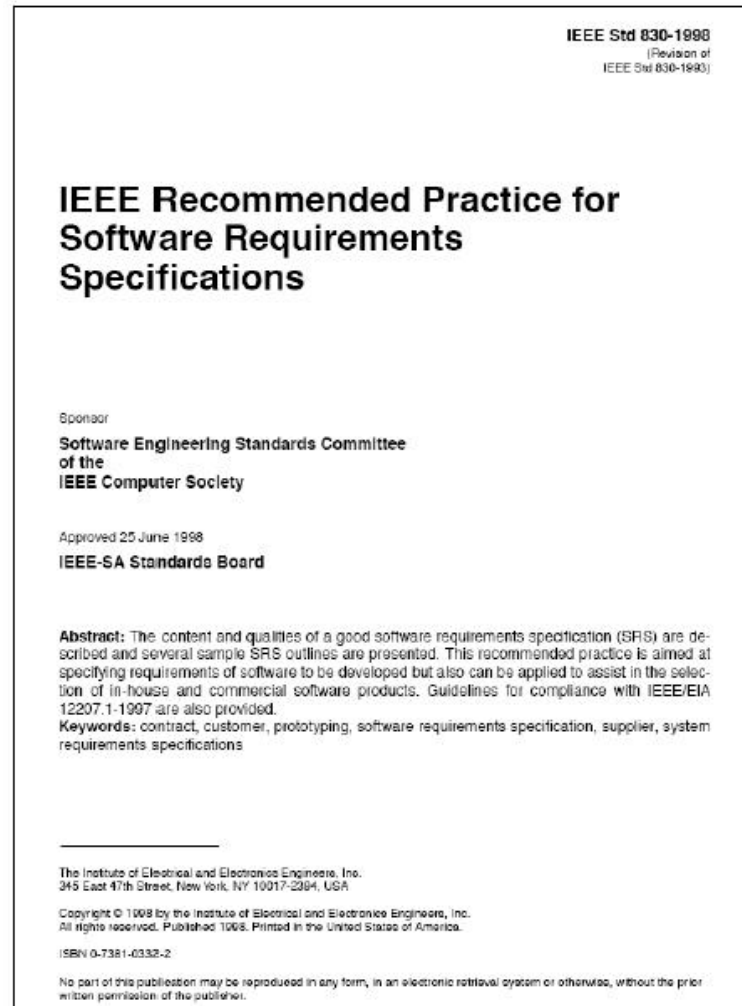 IEEE Std 830-1998
(Revision of
IEEE Std 830-1993)
IEEE Recommended Practice for
Software Requirements
Specifications
Sponsor
Software Engineering Standards Committee
of the
IEEE Computer Society
Approved 25 June 1998
IEEE-SA Standards Board
Abstract: The content and qualities of a good software requirements specification (SRS) are de-
scribed and several sample SRS outlines are presented. This recommended practice is aimed at
specifying requirements of software to be developed but also can be applied to assist in the selec-
tion of in-house and commercial software products. Guidelines for compliance with IEEE/EIA
12207.1-1997 are also provided.
Keywords: contract, customer, prototyping, software requirements specification, supplier, system
requirements specifications
The Institute of Electrical and Electronics Engineers, Inc.
345 East 47th Street, New York, NY 10017-2394, USA
Copyright © 1998 by the Institute of Electrical and Electronics Engineers, Inc.
All rights reserved. Published 1998. Printed in the United States of America.
ISBN 0-7381-0332-2
No part of this publication may be reproduced in any form, in an electronic retrieval system or otherwise, without the prior
written permission of the publisher.